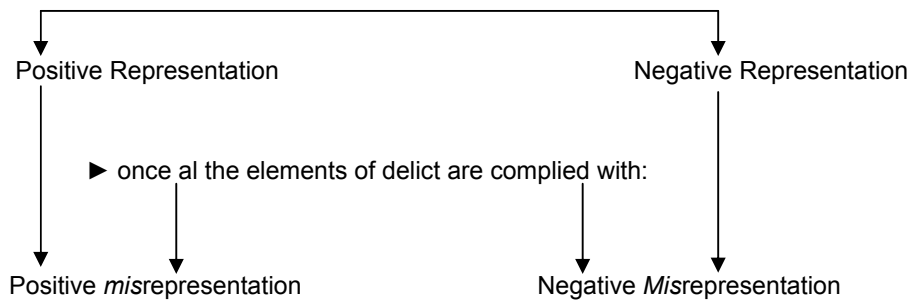 Positive Representation Negative Representation
► once al the elements of delict are complied with:
Positive misrepresentation Negative Misrepresentation